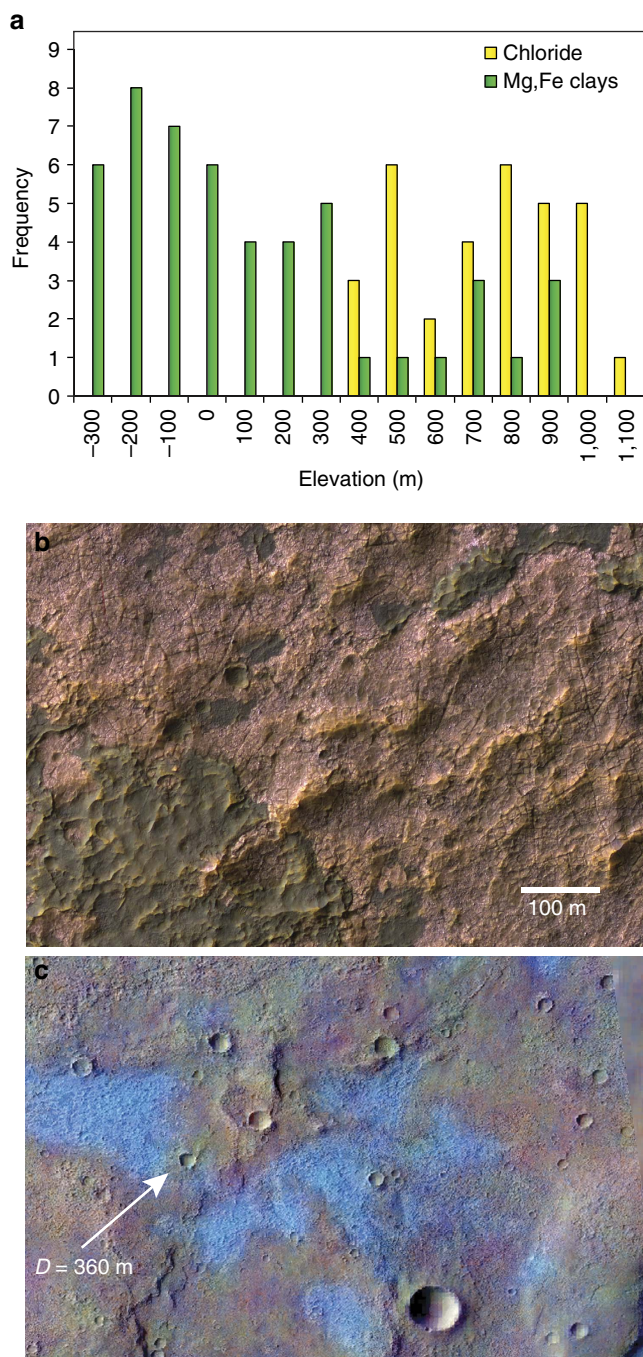 a
9
8
7
6
5
4
3
2
1
0
Frequency
Chloride
Mg,Fe clays
−300
−200
−100
0
100
200
300
400
500
600
700
800
900
1,000
1,100
Elevation (m)
b
100 m
c
D = 360 m